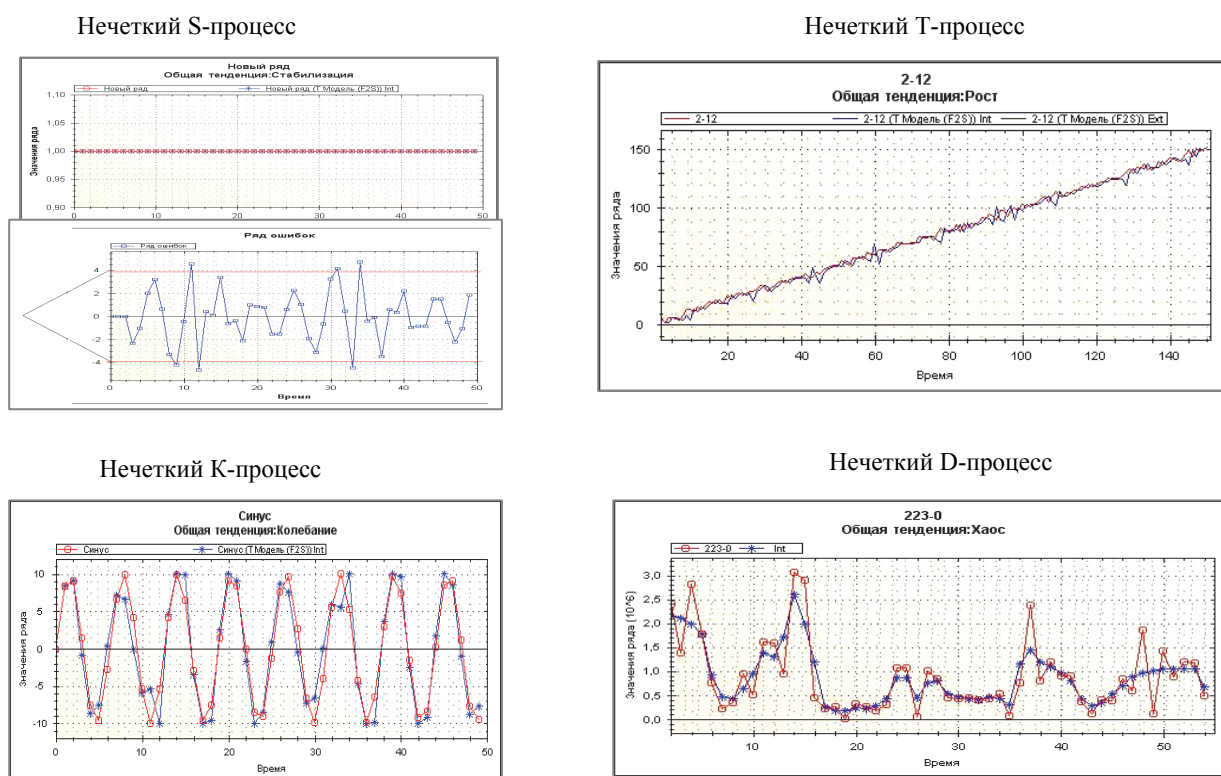 Нечеткий S-процесс
Новый ряд
Общая тенденция:Стабилизация
Новый ряд
Новый ряд (Т Модель (F2S)) Int
Значения ряда
1,10
1,05
1,00
0,95
0,90
0 10 20 30 40 50
Ряд ошибок
Ряд ошибок
4
2
0
-2
-4
0 10 20 30 40 50
Время
Нечеткий Т-процесс
2-12
Общая тенденция:Рост
2-12
2-12 (Т Модель (F2S)) Int
2-12 (Т Модель (F2S)) Ext
Значения ряда
150
100
50
0
20 40 60 80 100 120 140
Время
Нечеткий К-процесс
Синус
Общая тенденция:Колебание
Синус
Синус (Т Модель (F2S)) Int
Значения ряда
10
5
0
-5
-10
0 10 20 30 40 50
Время
Нечеткий D-процесс
223-0
Общая тенденция:Хаос
223-0
Int
Значения ряда (10^6)
3,0
2,5
2,0
1,5
1,0
0,5
0,0
10 20 30 40 50
Время